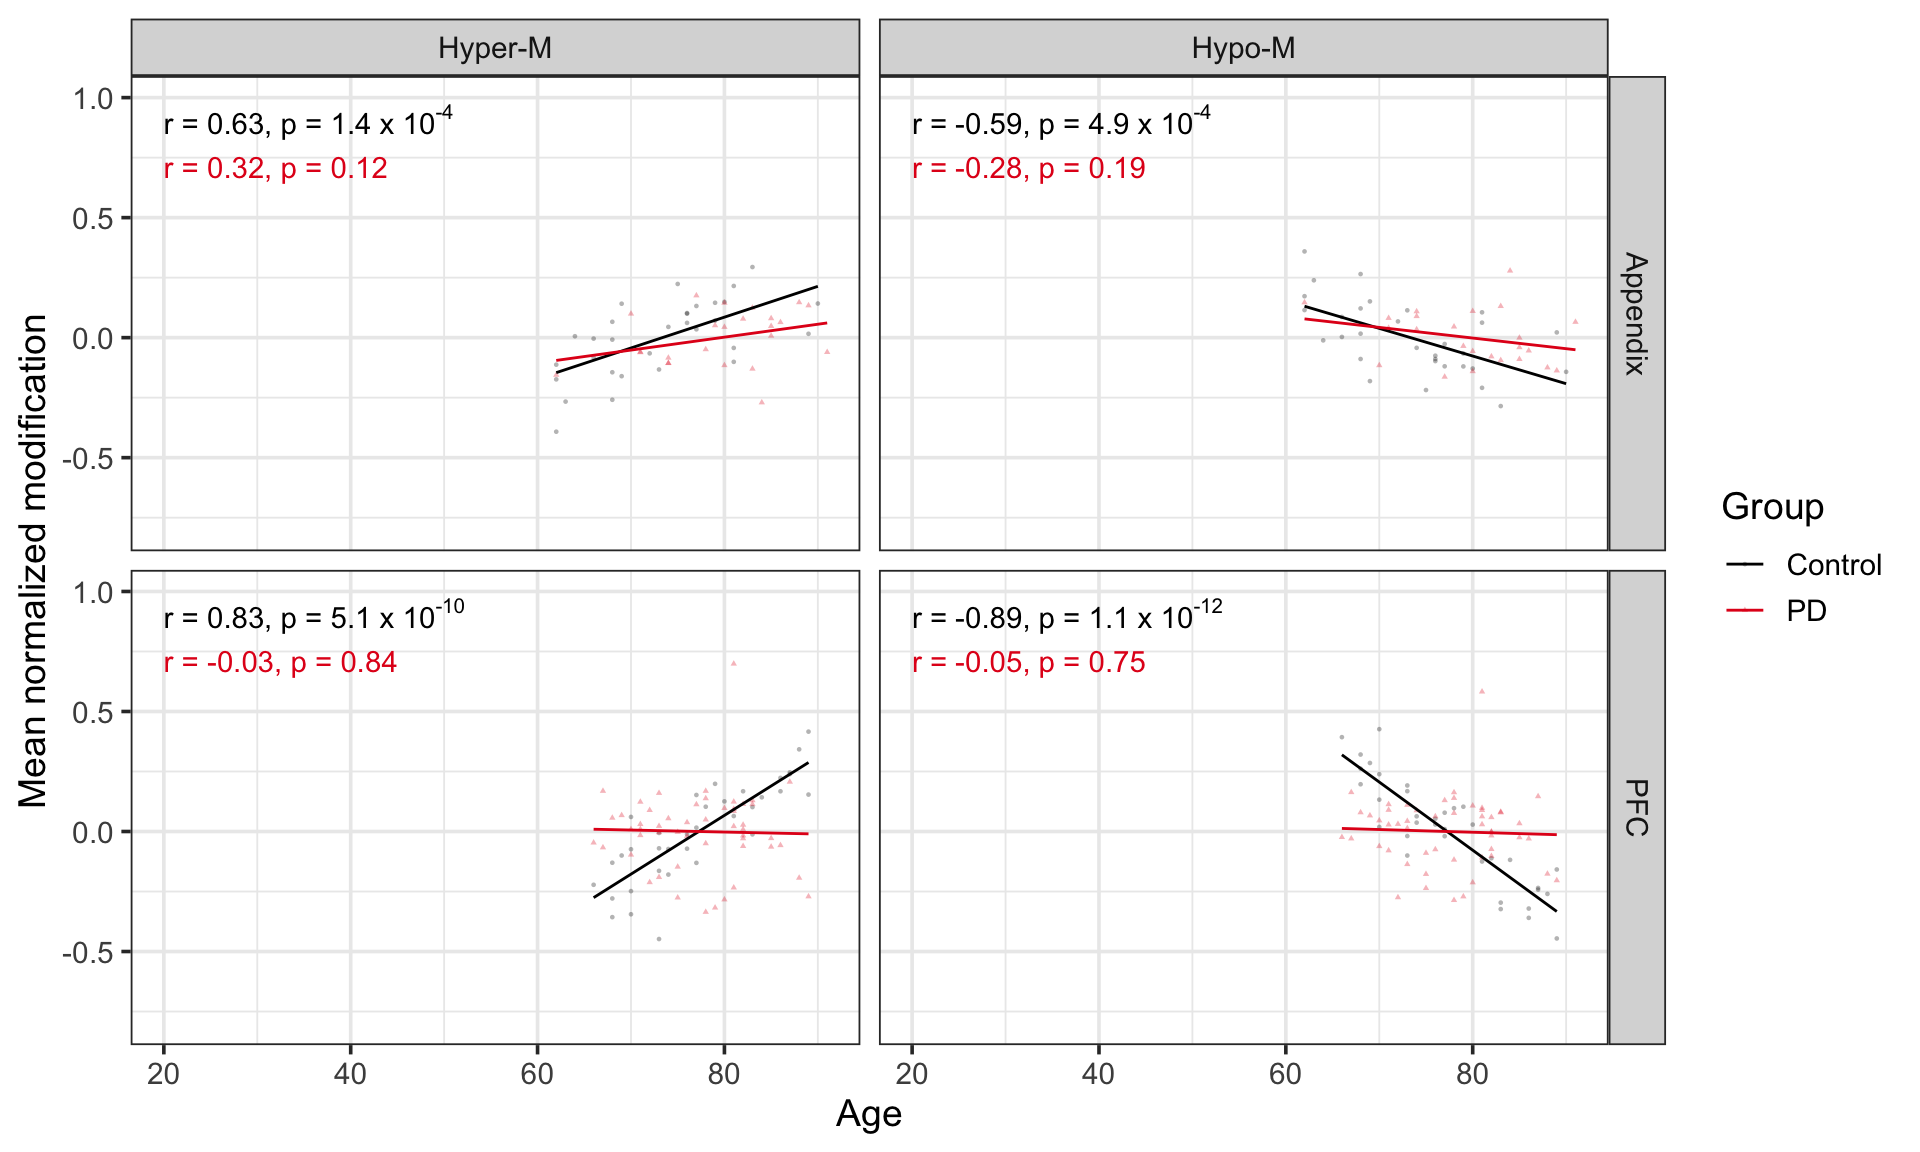 Hyper-M
Hypo-M
Mean normalized modification
1.0
0.5
0.0
-0.5
r = 0.63, p = 1.4 x 10^-4
r = 0.32, p = 0.12
r = -0.59, p = 4.9 x 10^-4
r = -0.28, p = 0.19
Appendix
1.0
0.5
0.0
-0.5
r = 0.83, p = 5.1 x 10^-10
r = -0.03, p = 0.84
r = -0.89, p = 1.1 x 10^-12
r = -0.05, p = 0.75
PFC
20 40 60 80
20 40 60 80
Age
Group
Control
PD